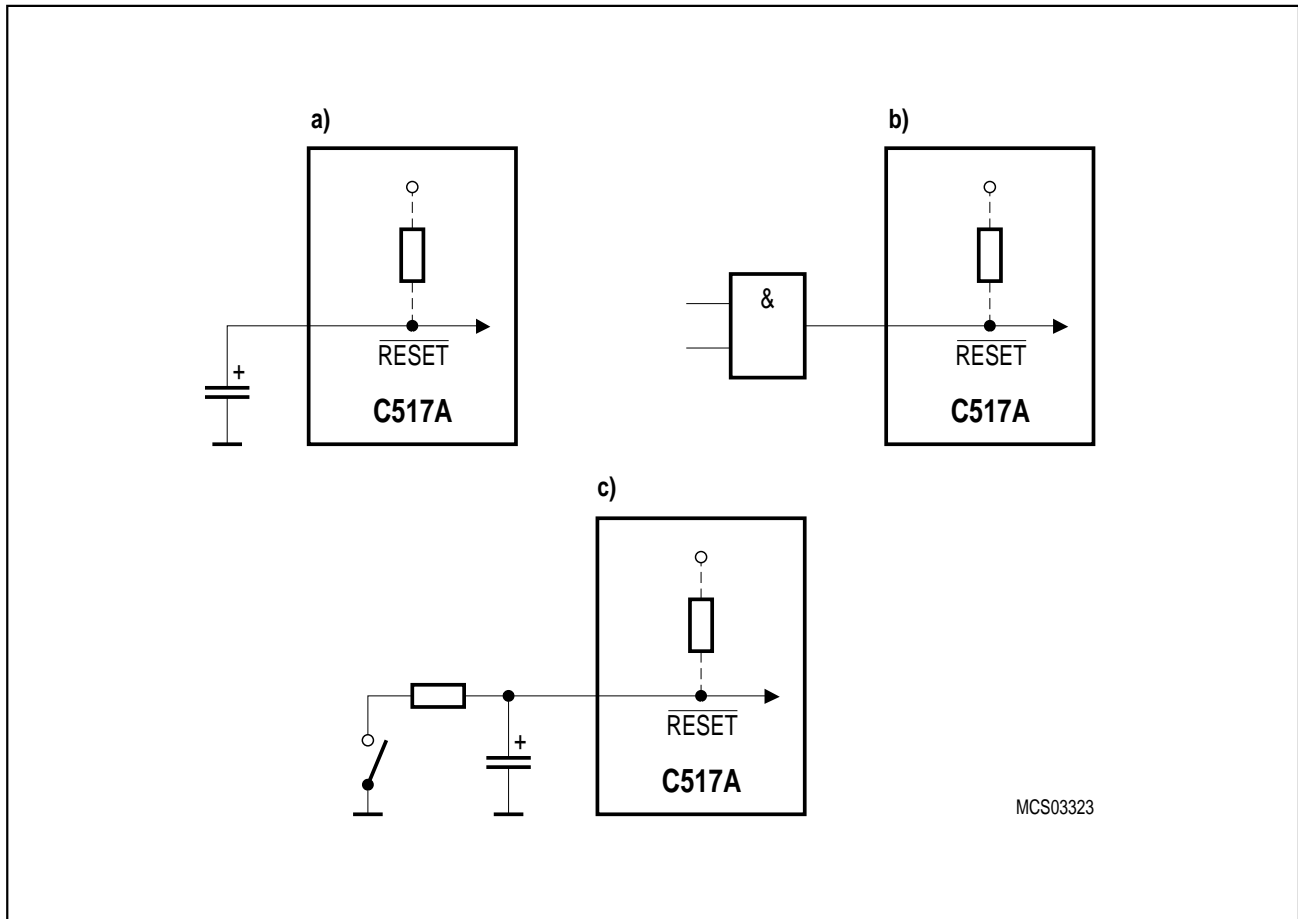 a)
+
RESET
C517A
b)
&
RESET
C517A
c)
+
RESET
C517A
MCS03323